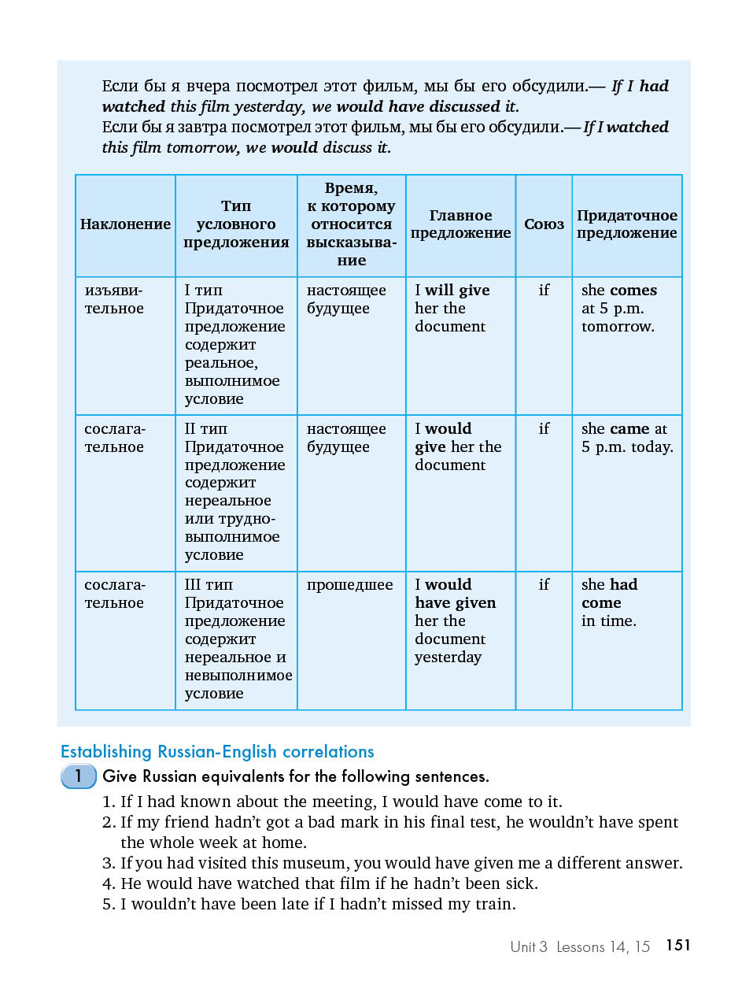 Если бы я вчера посмотрел этот фильм, мы бы его обсудили.— If I had
watched this film yesterday, we would have discussed it.
Если бы я завтра посмотрел этот фильм, мы бы его обсудили.— If I watched
this film tomorrow, we would discuss it.
Наклонение
Тип
условного
предложения
Время,
к которому
относится
высказыва-
ние
Главное
предложение
Союз
Придаточное
предложение
изъяви-
тельное
I тип
Придаточное
предложение
содержит
реальное,
выполнимое
условие
настоящее
будущее
I will give
her the
document
if
she comes
at 5 p.m.
tomorrow.
сослага-
тельное
II тип
Придаточное
предложение
содержит
нереальное
или трудно-
выполнимое
условие
настоящее
будущее
I would
give her the
document
if
she came at
5 p.m. today.
сослага-
тельное
III тип
Придаточное
предложение
содержит
нереальное и
невыполнимое
условие
прошедшее
I would
have given
her the
document
yesterday
if
she had
come
in time.
Establishing Russian-English correlations
1 Give Russian equivalents for the following sentences.
1. If I had known about the meeting, I would have come to it.
2. If my friend hadn’t got a bad mark in his final test, he wouldn’t have spent
the whole week at home.
3. If you had visited this museum, you would have given me a different answer.
4. He would have watched that film if he hadn’t been sick.
5. I wouldn’t have been late if I hadn’t missed my train.
Unit 3 Lessons 14, 15 151